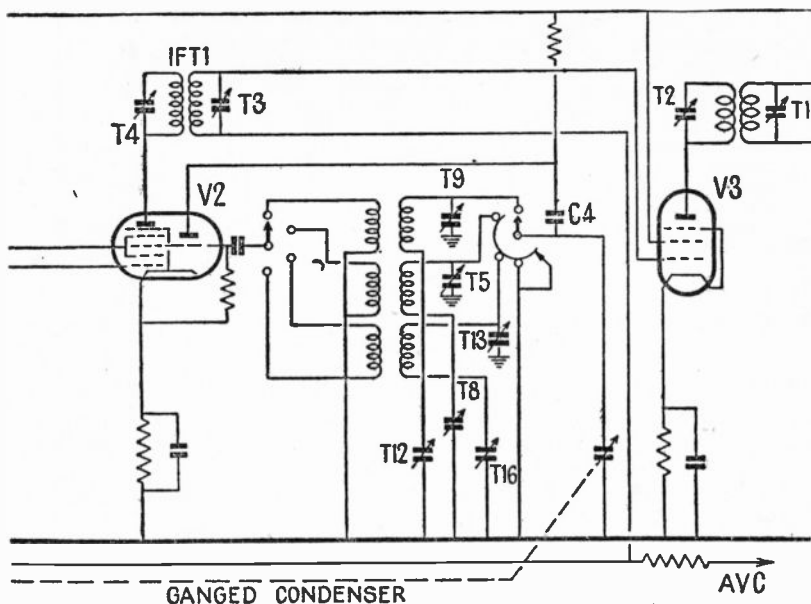 IFT1
T4
T3
T2
T1
V2
V3
T9
C4
T5
T13
T8
T12
T16
AVC
GANGED CONDENSER